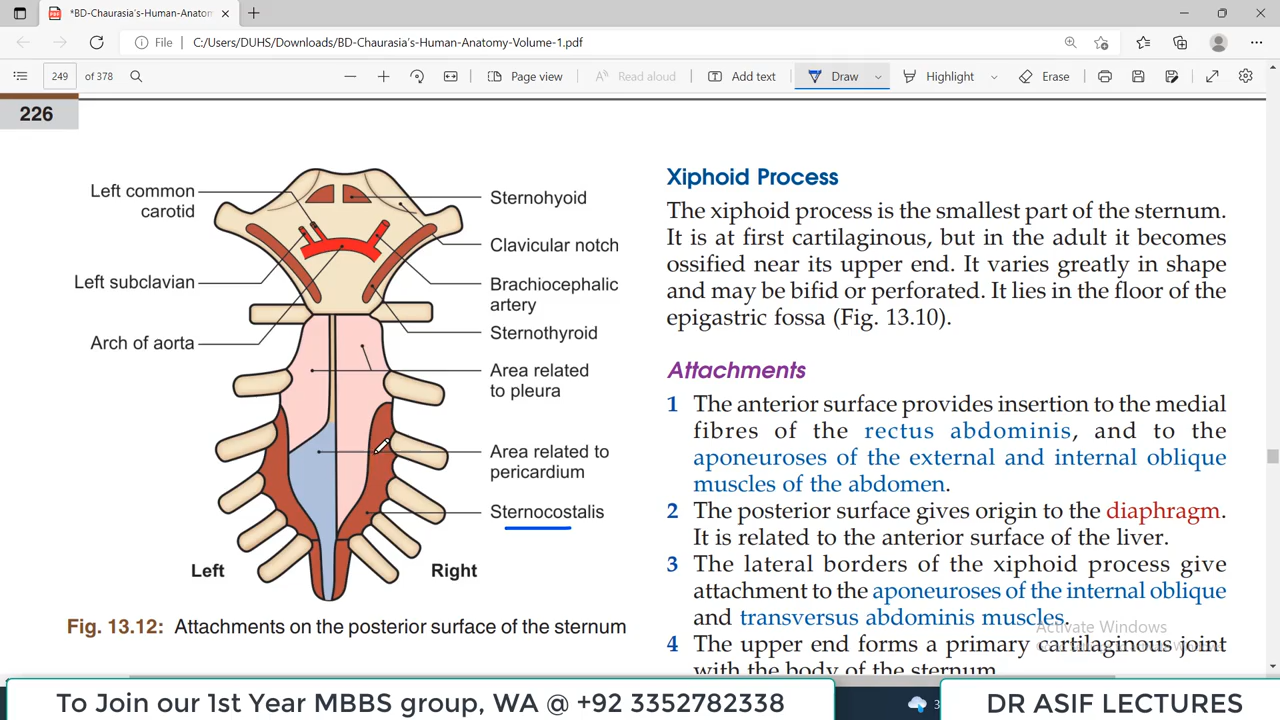 *BD-Chaurasia's-Human-Anatom
File
C:/Users/DUHS/Downloads/BD-Chaurasia's-Human-Anatomy-Volume-1.pdf
249 of 378
Page view
Read aloud
Add text
Draw
Highlight
Erase
226
Left common
carotid
Left subclavian
Arch of aorta
Sternohyoid
Clavicular notch
Brachiocephalic
artery
Sternothyroid
Area related
to pleura
Area related to
pericardium
Sternocostalis
Left
Right
Fig. 13.12: Attachments on the posterior surface of the sternum
Xiphoid Process
The xiphoid process is the smallest part of the sternum.
It is at first cartilaginous, but in the adult it becomes
ossified near its upper end. It varies greatly in shape
and may be bifid or perforated. It lies in the floor of the
epigastric fossa (Fig. 13.10).
Attachments
1 The anterior surface provides insertion to the medial
fibres of the rectus abdominis, and to the
aponeuroses of the external and internal oblique
muscles of the abdomen.
2 The posterior surface gives origin to the diaphragm.
It is related to the anterior surface of the liver.
3 The lateral borders of the xiphoid process give
attachment to the aponeuroses of the internal oblique
and transversus abdominis muscles.
Activate Windows
4 The upper end forms a primary cartilaginous joint
with the body of the sternum.
To Join our 1st Year MBBS group, WA @ +92 3352782338
3
DR ASIF LECTURES